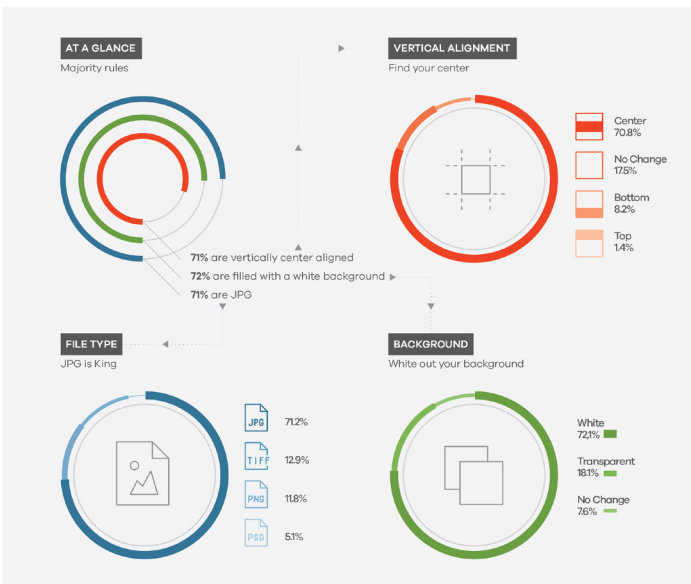 AT A GLANCE
Majority rules
71% are vertically center aligned
72% are filled with a white background
71% are JPG
VERTICAL ALIGNMENT
Find your center
Center
70.8%
No Change
17.5%
Bottom
8.2%
Top
1.4%
FILE TYPE
JPG is King
JPG 71.2%
TIFF 12.9%
PNG 11.8%
PSD 5.1%
BACKGROUND
White out your background
White
72,1%
Transparent
18.1%
No Change
7.6%